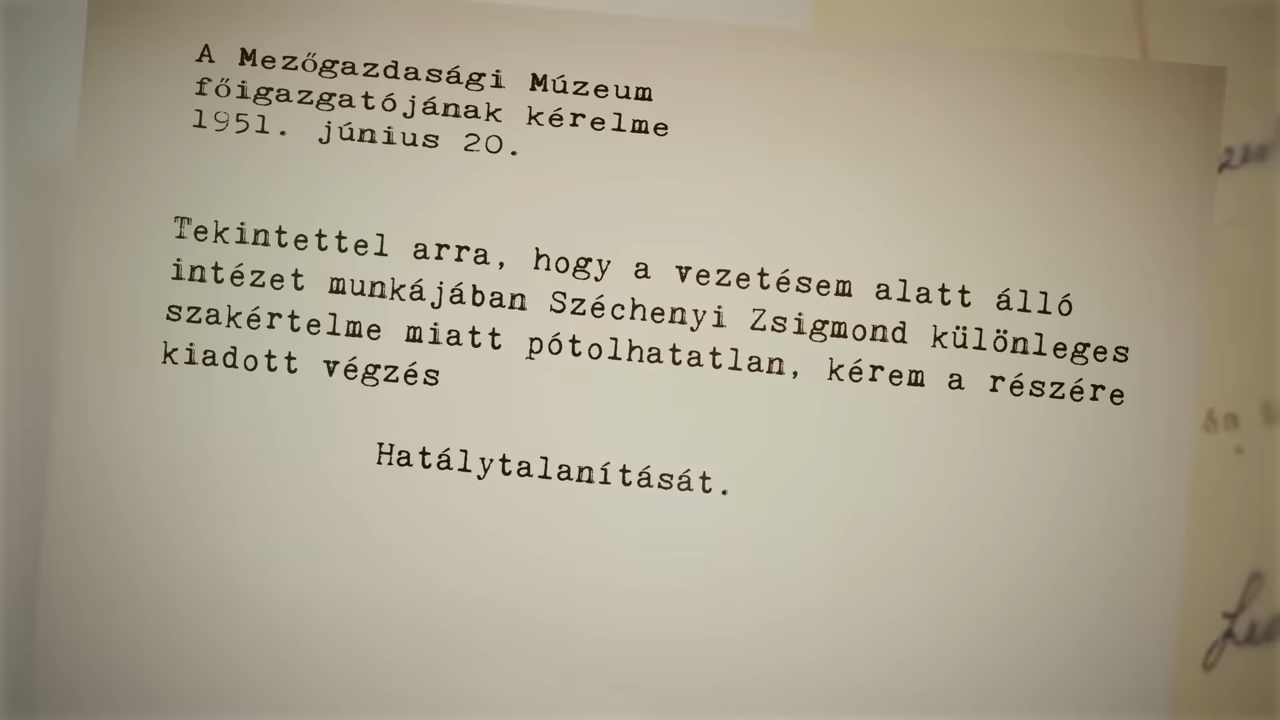 A Mezőgazdasági Múzeum
főigazgatójának kérelme
1951. június 20.
Tekintettel arra, hogy a vezetésem alatt álló
intézet munkájában Széchenyi Zsigmond különleges
szakértelme miatt pótolhatatlan, kérem a részére
kiadott végzés
Hatálytalanítását.